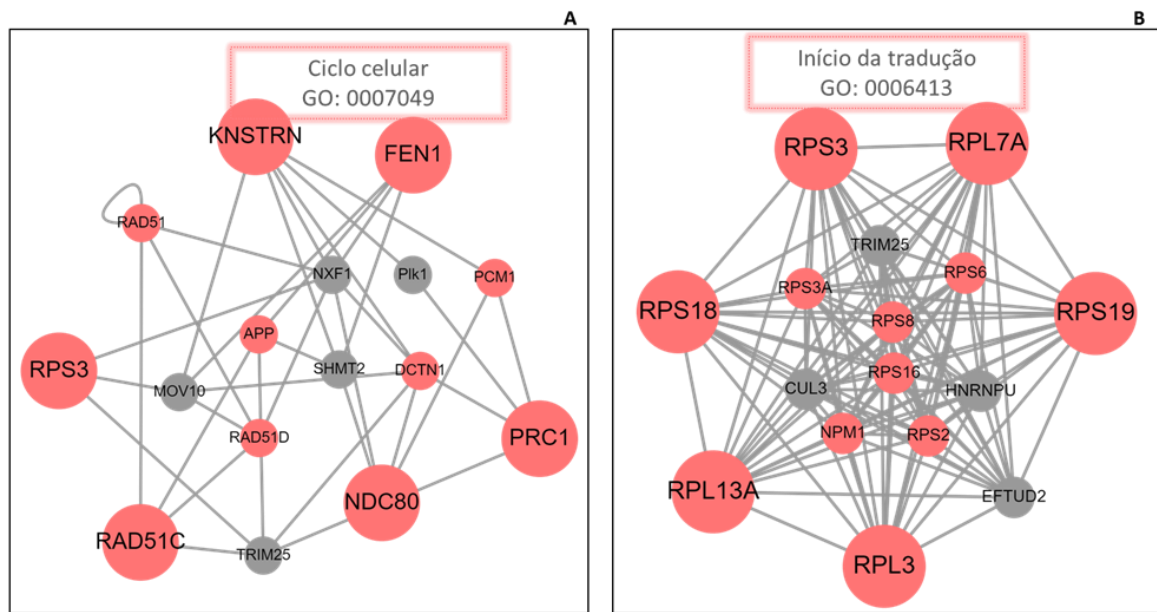 A
Ciclo celular
GO: 0007049
KNSTRN
FEN1
RAD51
NXF1
Plk1
PCM1
APP
RPS3
SHMT2
DCTN1
MOV10
RAD51D
PRC1
NDC80
RAD51C
TRIM25
B
Início da tradução
GO: 0006413
RPS3
RPL7A
TRIM25
RPS6
RPS3A
RPS18
RPS8
RPS19
RPS16
CUL3
HNRNPU
NPM1
RPS2
RPL13A
EFTUD2
RPL3